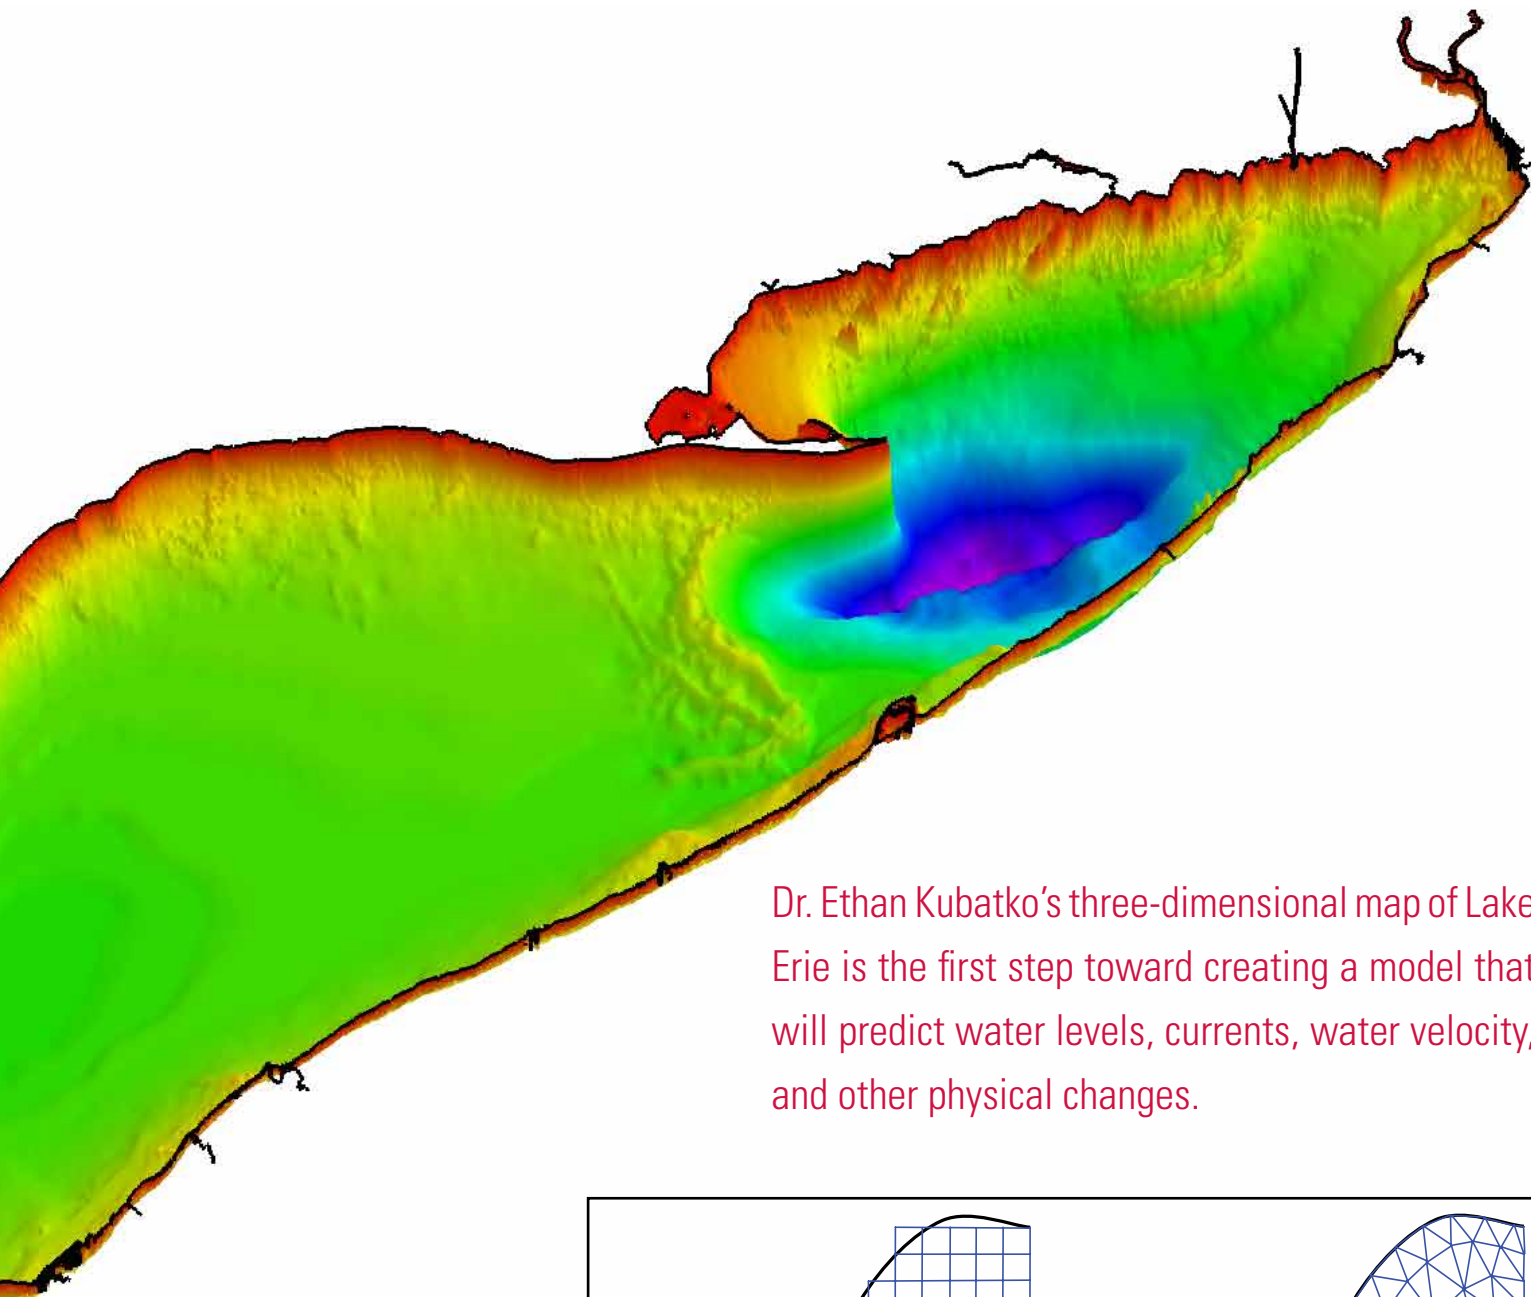 Dr. Ethan Kubatko’s three-dimensional map of Lake
Erie is the first step toward creating a model that
will predict water levels, currents, water velocity,
and other physical changes.